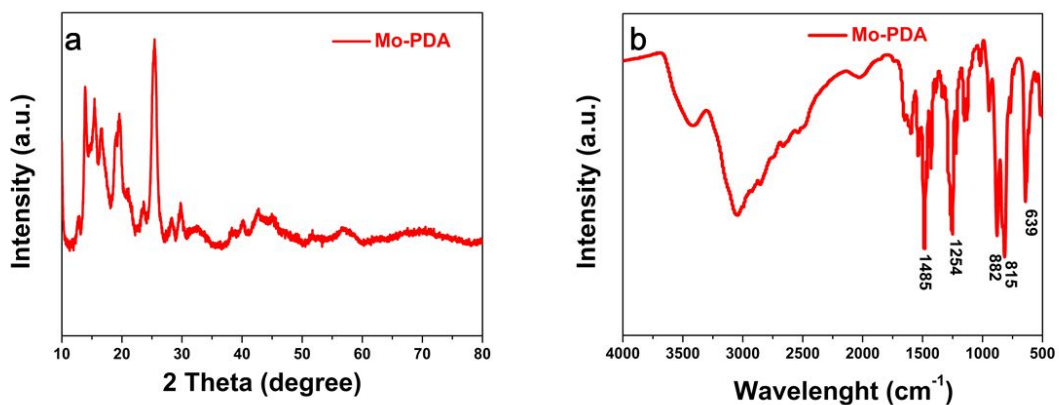 a
Mo-PDA
Intensity (a.u.)
10 20 30 40 50 60 70 80
2 Theta (degree)
b
Mo-PDA
Intensity (a.u.)
1485
1254
882
815
639
4000 3500 3000 2500 2000 1500 1000 500
Wavelenght (cm⁻¹)